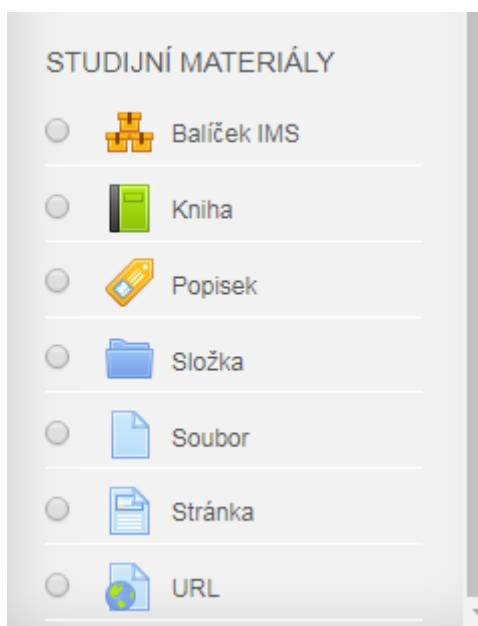 STUDIJNÍ MATERIÁLY
Balíček IMS
Kniha
Popisek
Složka
Soubor
Stránka
URL